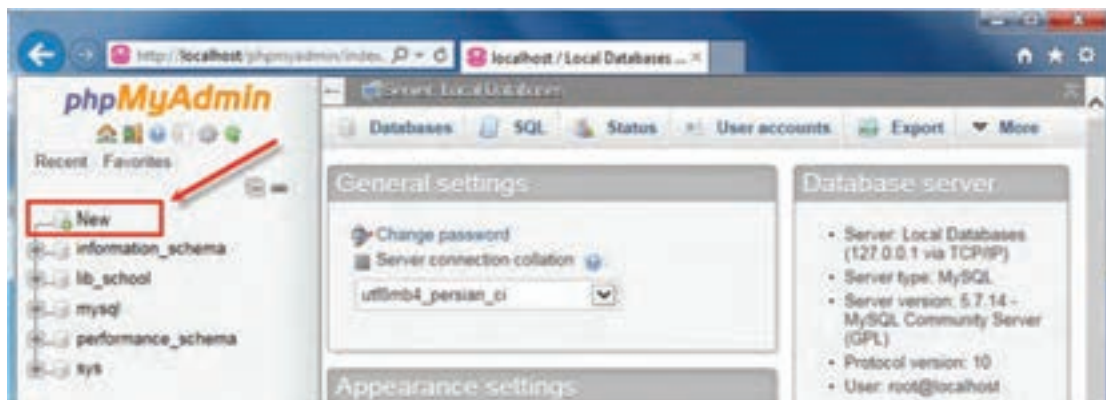 http://localhost/phpmyadmin/index.
localhost / Local Databases ...
phpMyAdmin
Recent Favorites
New
information_schema
lib_school
mysql
performance_schema
sys
Server: Local Databases
Databases SQL Status User accounts Export More
General settings
Change password
Server connection collation
utf8mb4_persian_ci
Appearance settings
Database server
Server: Local Databases
(127.0.0.1 via TCP/IP)
Server type: MySQL
Server version: 5.7.14 -
MySQL Community Server
(GPL)
Protocol version: 10
User: root@localhost